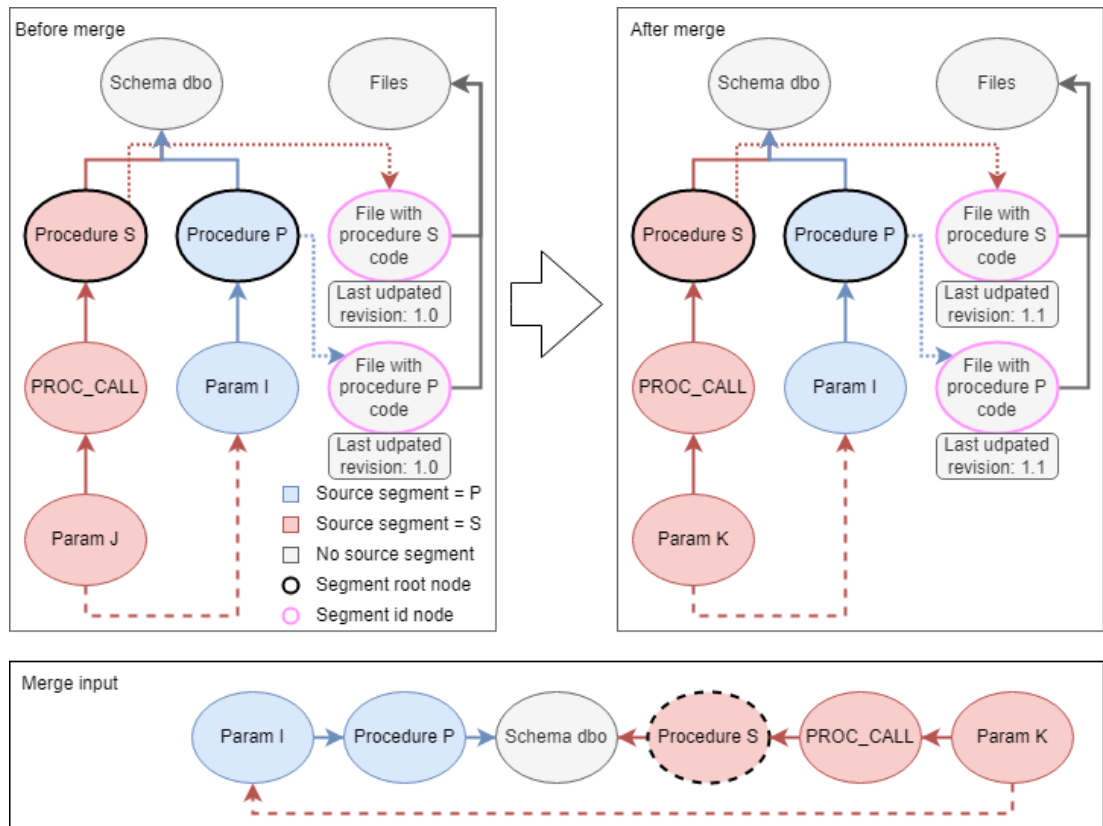 Before merge
Schema dbo
Files
Procedure S
Procedure P
File with
procedure S
code
Last udpated
revision: 1.0
PROC_CALL
Param I
File with
procedure P
code
Last udpated
revision: 1.0
Param J
Source segment = P
Source segment = S
No source segment
Segment root node
Segment id node
After merge
Schema dbo
Files
Procedure S
Procedure P
File with
procedure S
code
Last udpated
revision: 1.1
PROC_CALL
Param I
File with
procedure P
code
Last udpated
revision: 1.1
Param K
Merge input
Param I
Procedure P
Schema dbo
Procedure S
PROC_CALL
Param K